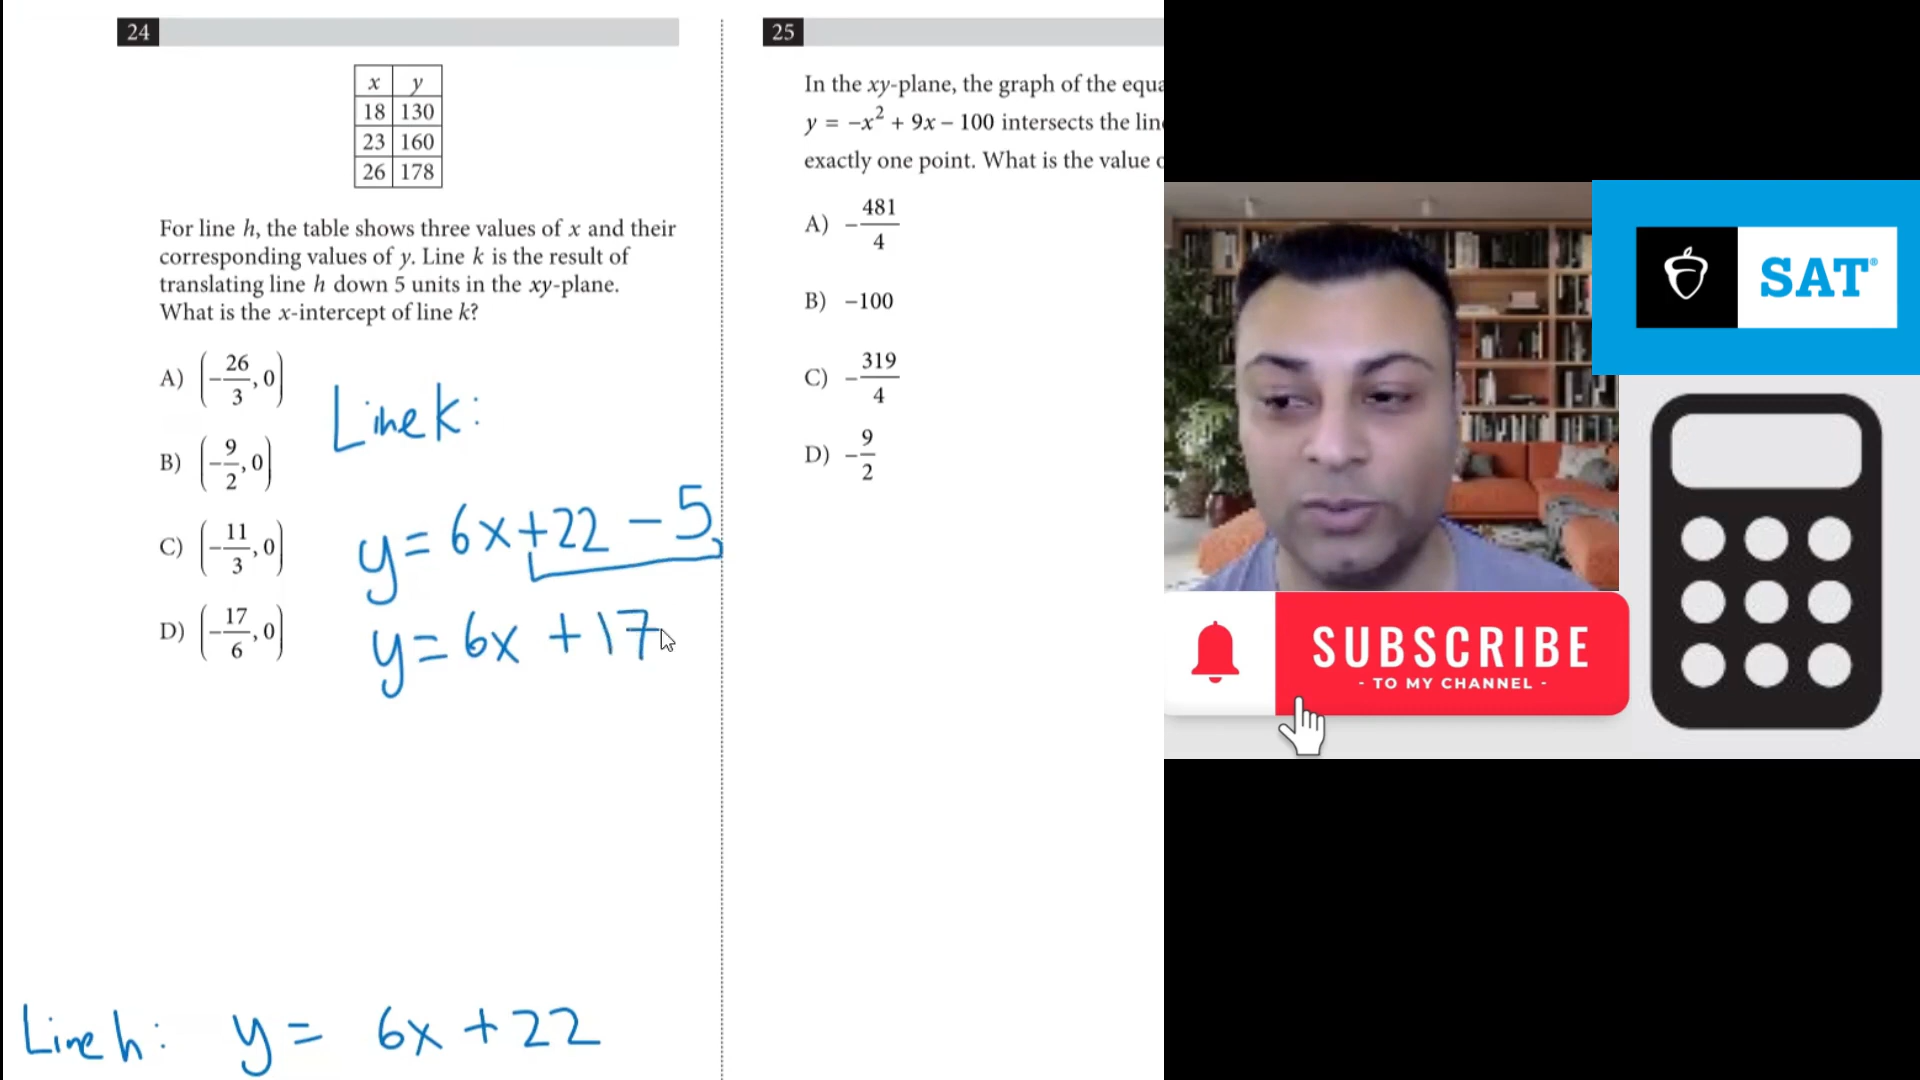 24
x y
18 130
23 160
26 178
For line h, the table shows three values of x and their
corresponding values of y. Line k is the result of
translating line h down 5 units in the xy-plane.
What is the x-intercept of line k?
A) (-26/3, 0)
B) (-9/2, 0)
C) (-11/3, 0)
D) (-17/6, 0)
Line k:
y = 6x + 22 - 5
y = 6x + 17
Line h: y = 6x + 22
25
In the xy-plane, the graph of the equa
y = -x² + 9x - 100 intersects the lin
exactly one point. What is the value
A) -481/4
B) -100
C) -319/4
D) -9/2
SAT®
SUBSCRIBE
- TO MY CHANNEL -